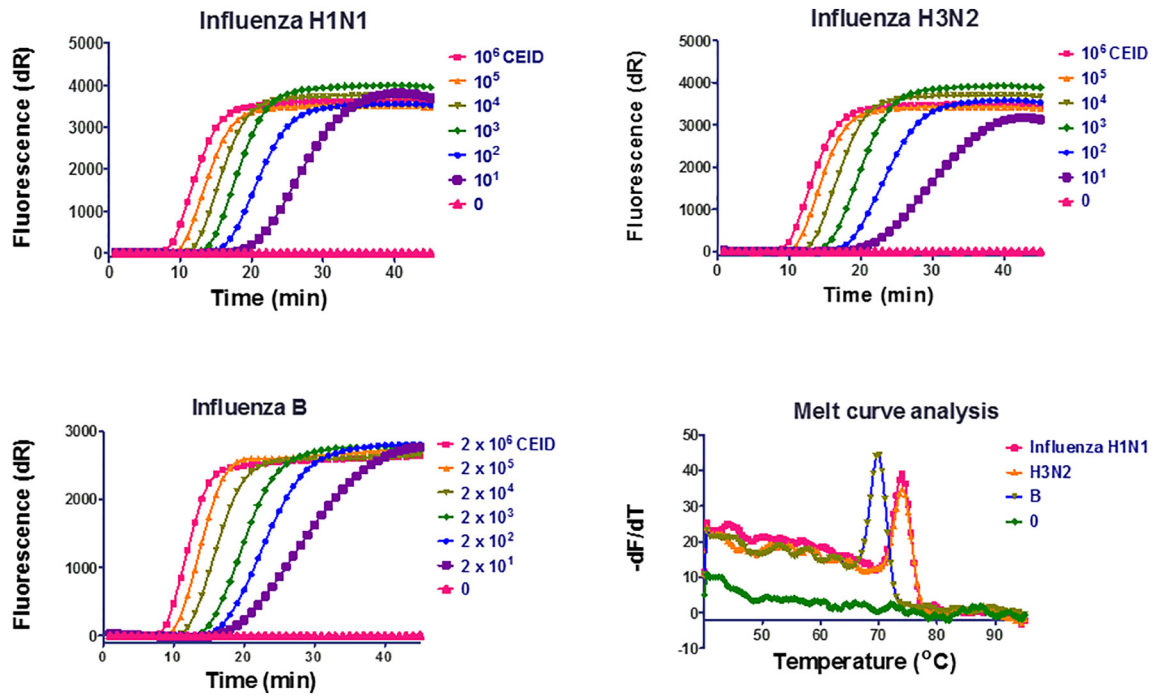 Influenza H1N1
Fluorescence (dR)
5000
4000
3000
2000
1000
0
0
10
20
30
40
Time (min)
10⁶ CEID
10⁵
10⁴
10³
10²
10¹
0
Influenza H3N2
Fluorescence (dR)
5000
4000
3000
2000
1000
0
0
10
20
30
40
Time (min)
10⁶ CEID
10⁵
10⁴
10³
10²
10¹
0
Influenza B
Fluorescence (dR)
3000
2000
1000
0
0
10
20
30
40
Time (min)
2 x 10⁶ CEID
2 x 10⁵
2 x 10⁴
2 x 10³
2 x 10²
2 x 10¹
0
Melt curve analysis
-dF/dT
50
40
30
20
10
0
-10
50
60
70
80
90
Temperature (°C)
Influenza H1N1
H3N2
B
0